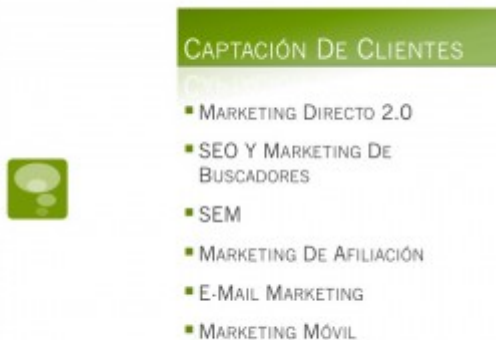 CAPTACIÓN DE CLIENTES
MARKETING DIRECTO 2.0
SEO Y MARKETING DE
BUSCADORES
SEM
MARKETING DE AFILIACIÓN
E-MAIL MARKETING
MARKETING MÓVIL